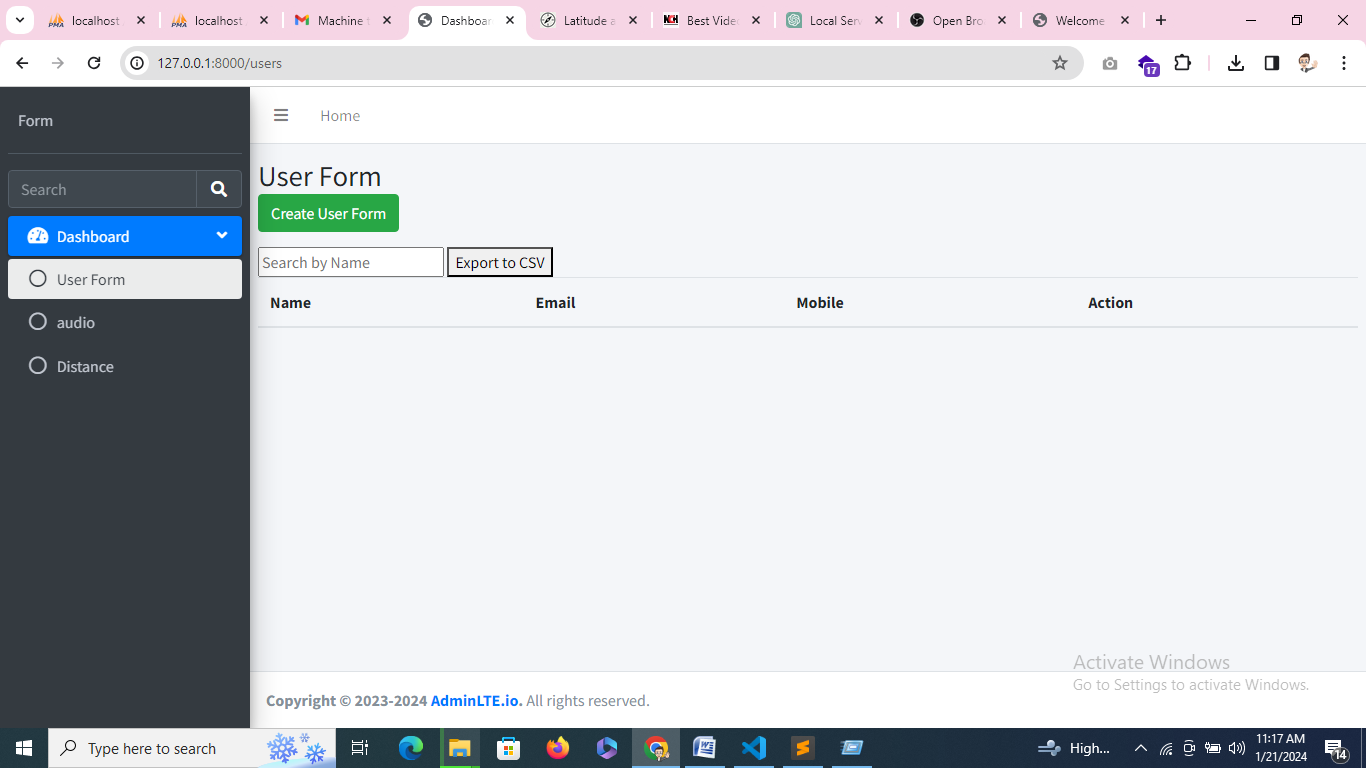 localhost
localhost
Machine t
Dashboar
Latitude a
NCH
Best Vide
Local Serv
Open Bro
Welcome
127.0.0.1:8000/users
17
Form
Home
User Form
Search
Create User Form
Dashboard
Search by Name Export to CSV
User Form
Name Email Mobile Action
audio
Distance
Activate Windows
Go to Settings to activate Windows.
Copyright © 2023-2024 AdminLTE.io. All rights reserved.
Type here to search
High...
11:17 AM
1/21/2024
14